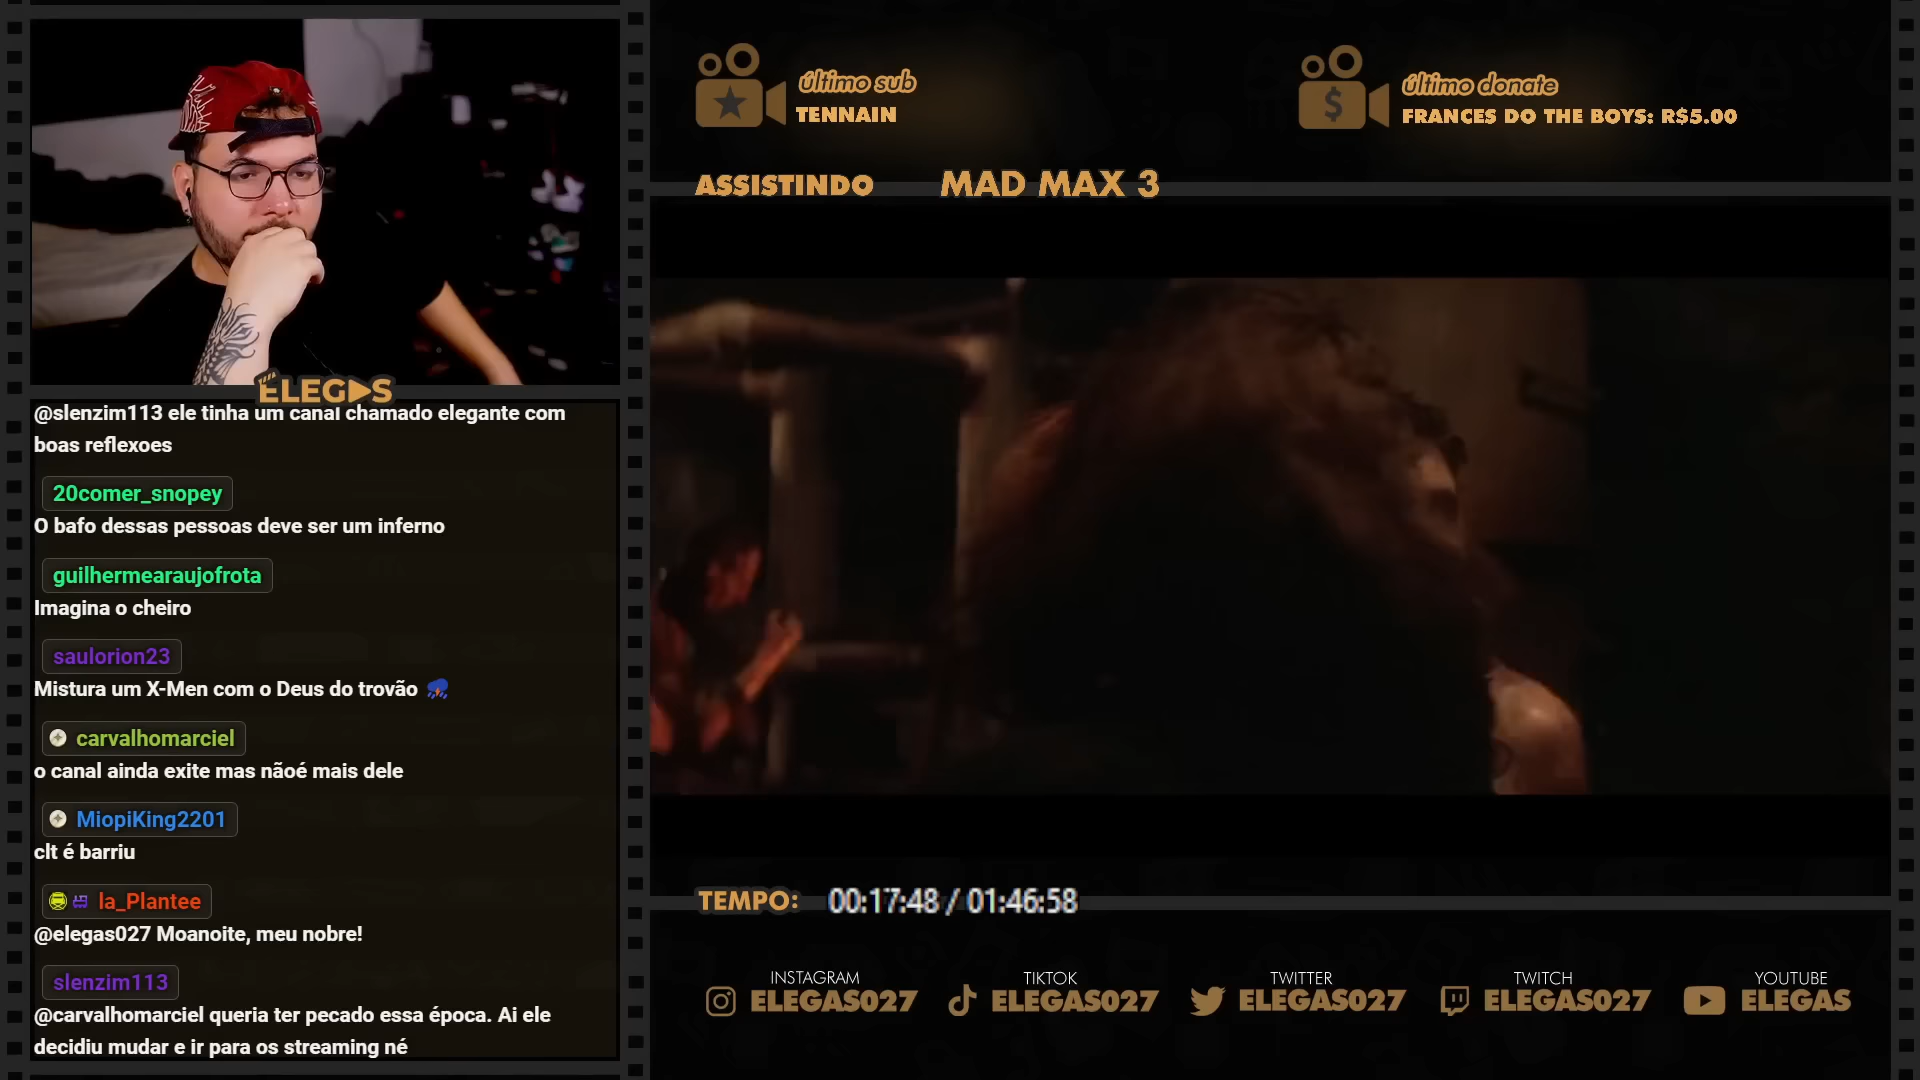 último sub
TENNAIN
último donate
FRANCES DO THE BOYS: R$5.00
ASSISTINDO MAD MAX 3
ELEGAS
@slenzim113 ele tinha um canal chamado elegante com
boas reflexoes
20comer_snopey
O bafo dessas pessoas deve ser um inferno
guilhermearaujofrota
Imagina o cheiro
saulorion23
Mistura um X-Men com o Deus do trovão
carvalhomarciel
o canal ainda exite mas nãoé mais dele
MiopiKing2201
clt é barriu
la_Plantee
@elegas027 Moanoite, meu nobre!
slenzim113
@carvalhomarciel queria ter pecado essa época. Ai ele
decidiu mudar e ir para os streaming né
TEMPO: 00:17:48 / 01:46:58
INSTAGRAM
ELEGAS027
TIKTOK
ELEGAS027
TWITTER
ELEGAS027
TWITCH
ELEGAS027
YOUTUBE
ELEGAS